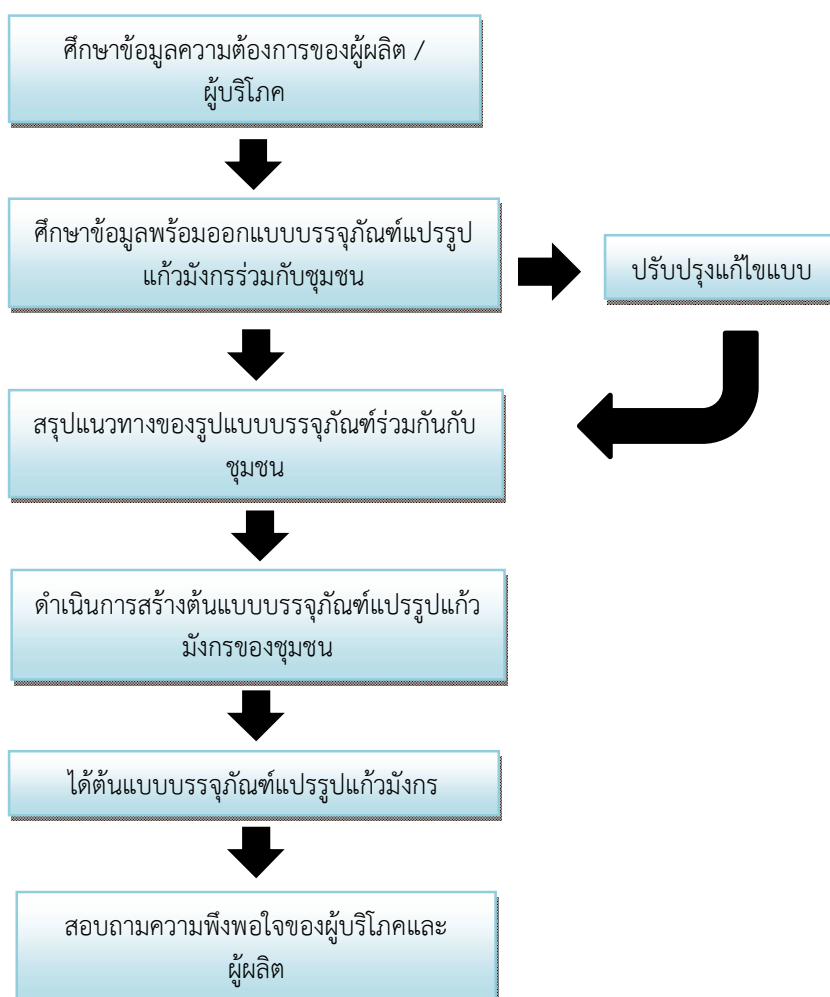 ศึกษาข้อมูลความต้องการของผู้ผลิต /
ผู้บริโภค
ศึกษาข้อมูลพร้อมออกแบบบรรจุภัณฑ์แปรรูป
แก้วมังกรร่วมกับชุมชน
ปรับปรุงแก้ไขแบบ
สรุปแนวทางของรูปแบบบรรจุภัณฑ์ร่วมกันกับ
ชุมชน
ดำเนินการสร้างต้นแบบบรรจุภัณฑ์แปรรูปแก้ว
มังกรของชุมชน
ได้ต้นแบบบรรจุภัณฑ์แปรรูปแก้วมังกร
สอบถามความพึงพอใจของผู้บริโภคและ
ผู้ผลิต